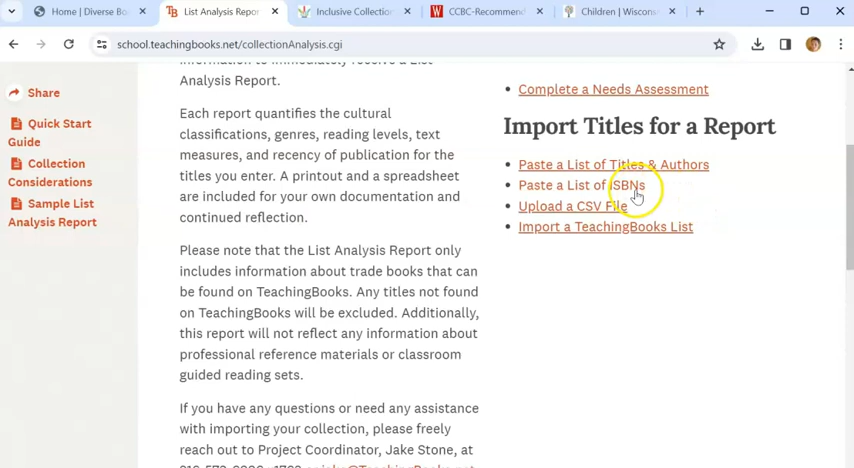 Home | Diverse Bo
List Analysis Repor
Inclusive Collection
CCBC-Recommend
Children | Wiscons
school.teachingbooks.net/collectionAnalysis.cgi
Share
Quick Start
Guide
Collection
Considerations
Sample List
Analysis Report
information to immediately receive a List
Analysis Report.
Each report quantifies the cultural
classifications, genres, reading levels, text
measures, and recency of publication for the
titles you enter. A printout and a spreadsheet
are included for your own documentation and
continued reflection.
Please note that the List Analysis Report only
includes information about trade books that can
be found on TeachingBooks. Any titles not found
on TeachingBooks will be excluded. Additionally,
this report will not reflect any information about
professional reference materials or classroom
guided reading sets.
If you have any questions or need any assistance
with importing your collection, please freely
reach out to Project Coordinator, Jake Stone, at
Complete a Needs Assessment
Import Titles for a Report
Paste a List of Titles & Authors
Paste a List of ISBNs
Upload a CSV File
Import a TeachingBooks List